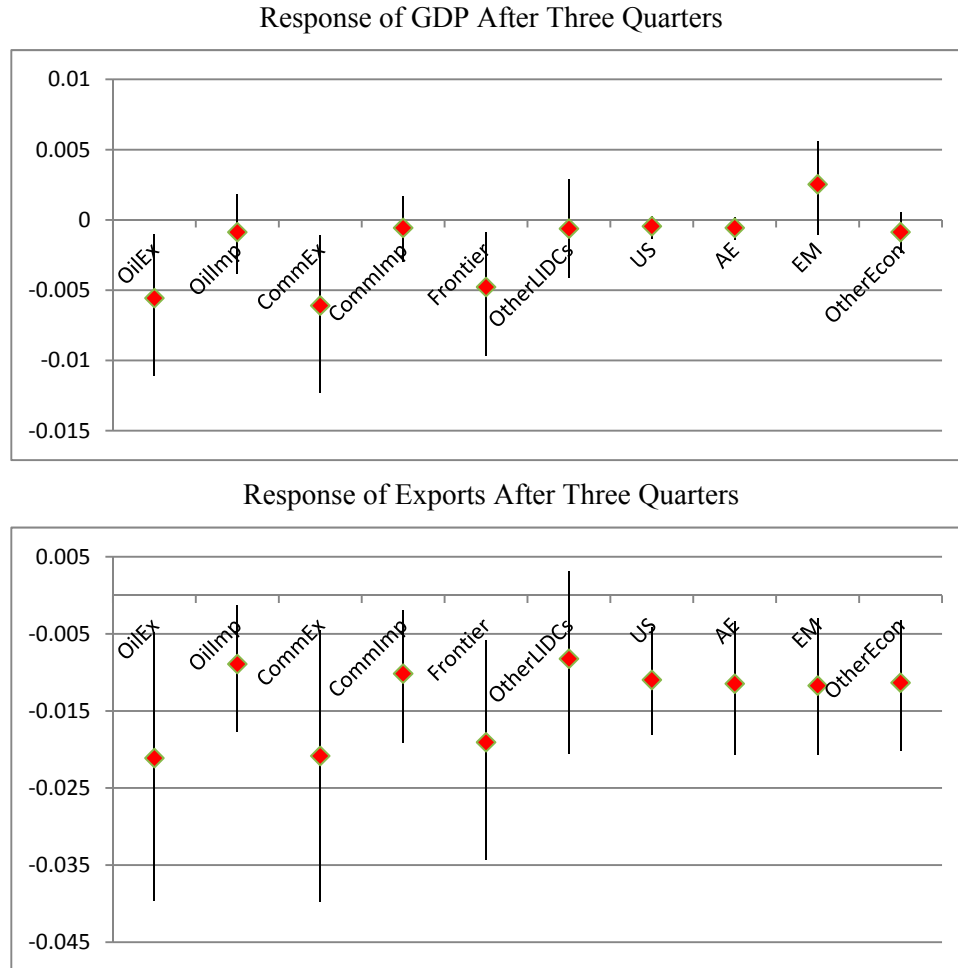 Response of GDP After Three Quarters
0.01
0.005
0
-0.005
-0.01
-0.015
OilEx
OilImp
CommEx
CommImp
Frontier
OtherLIDCs
US
AE
EM
OtherEcon
Response of Exports After Three Quarters
0.005
-0.005
-0.015
-0.025
-0.035
-0.045
OilEx
OilImp
CommEx
CommImp
Frontier
OtherLIDCs
US
AE
EM
OtherEcon